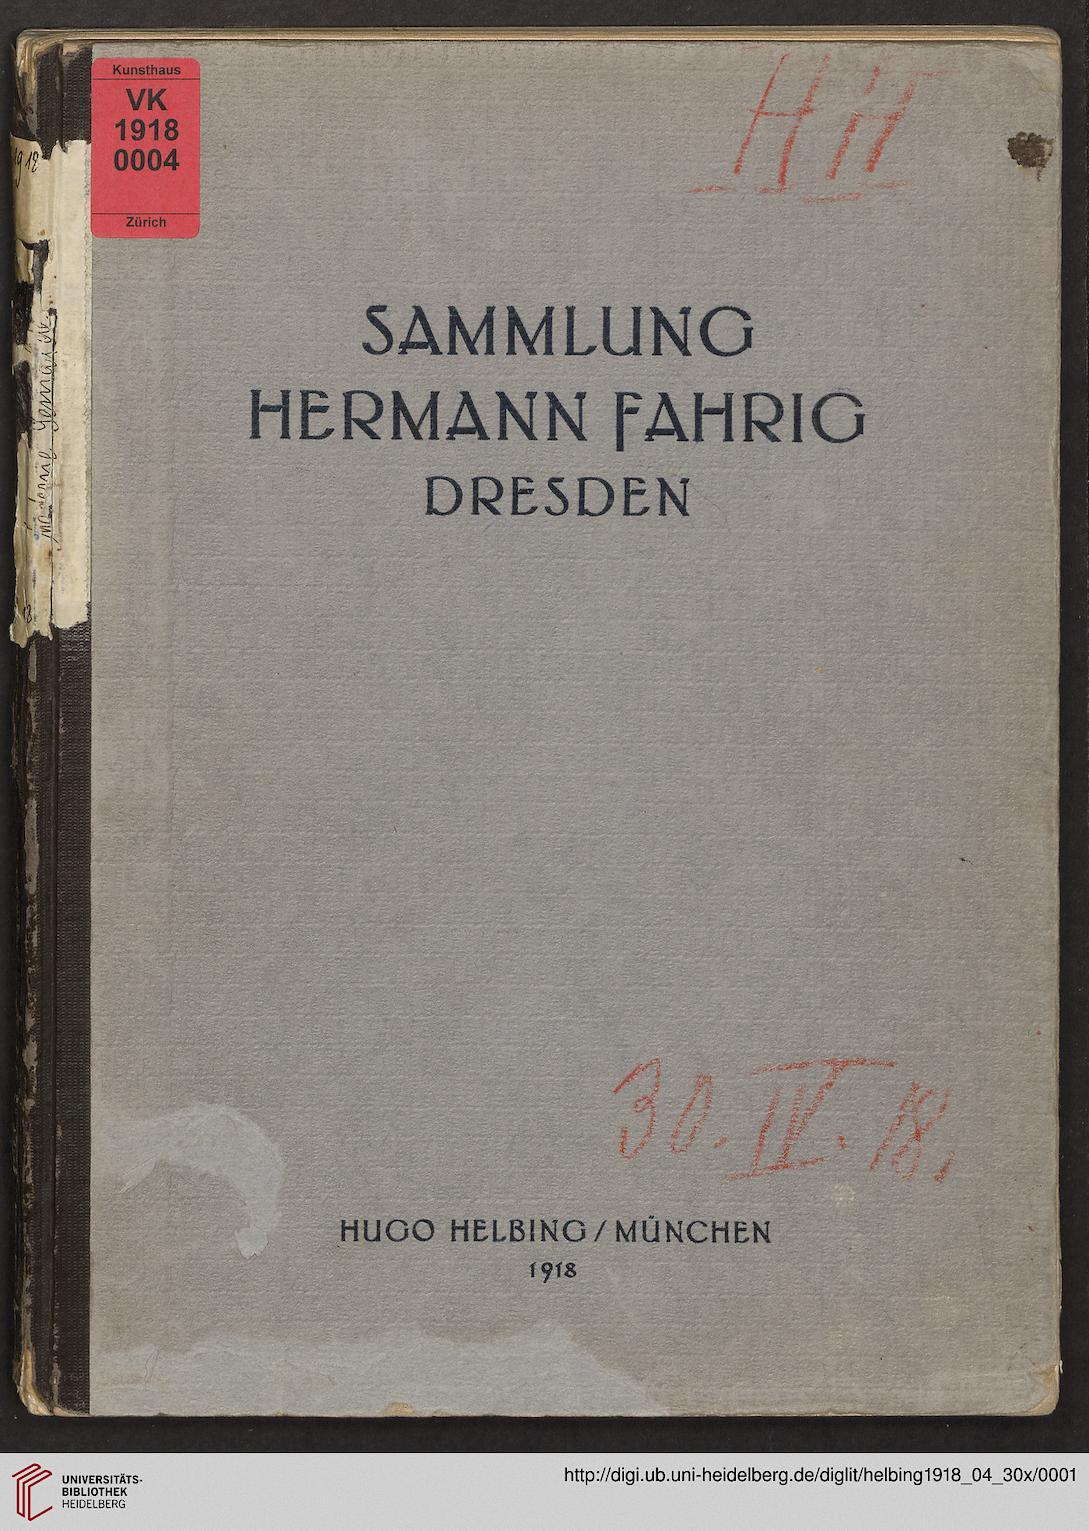 Kunsthaus
VK
1918
0004
Zürich
SAMMLUNG
HERMANN FAHRIG
DRESDEN
30. IV. 18.
HUGO HELBING / MÜNCHEN
1918
UNIVERSITÄTS-
BIBLIOTHEK
HEIDELBERG
http://digi.ub.uni-heidelberg.de/diglit/helbing1918_04_30x/0001